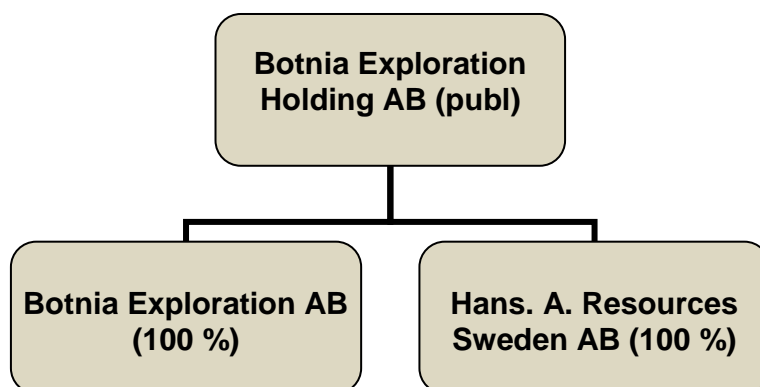 Botnia Exploration
Holding AB (publ)
Botnia Exploration AB
(100 %)
Hans. A. Resources
Sweden AB (100 %)